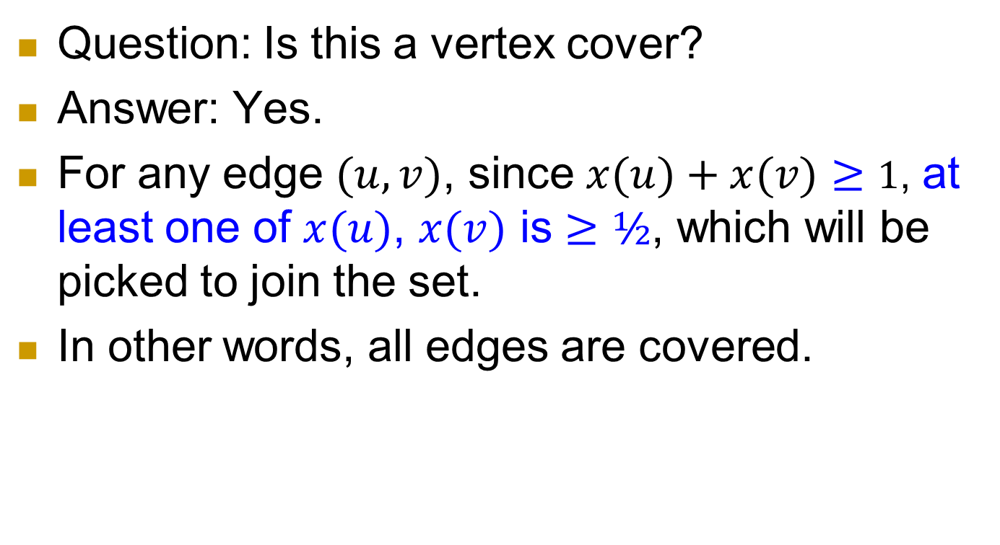 ■ Question: Is this a vertex cover?
■ Answer: Yes.
■ For any edge (𝑢, 𝑣), since 𝑥(𝑢) + 𝑥(𝑣) ≥ 1, at
least one of 𝑥(𝑢), 𝑥(𝑣) is ≥ ½, which will be
picked to join the set.
■ In other words, all edges are covered.